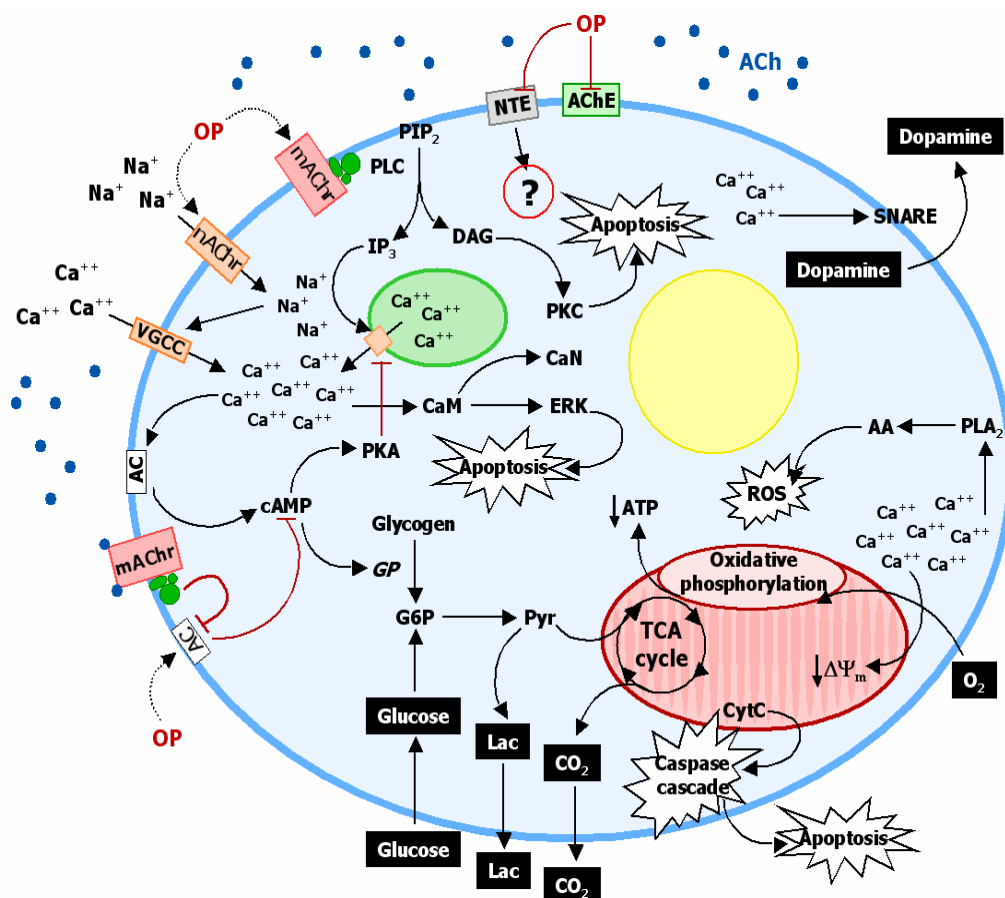 OP
ACh
NTE
AChE
OP
mAChr
PLC
PIP₂
Dopamine
Na⁺
Na⁺
Na⁺
nAChr
?
Apoptosis
Ca⁺⁺
Ca⁺⁺
Ca⁺⁺
SNARE
IP₃
DAG
Dopamine
Ca⁺⁺
Ca⁺⁺
Ca⁺⁺
VGCC
Na⁺
Na⁺
Na⁺
Ca⁺⁺
Ca⁺⁺
Ca⁺⁺
PKC
Ca⁺⁺
Ca⁺⁺
Ca⁺⁺
Ca⁺⁺
Ca⁺⁺
Ca⁺⁺
Ca⁺⁺
CaN
CaM
ERK
AA
PLA₂
AC
PKA
Apoptosis
ROS
cAMP
Glycogen
ATP
Ca⁺⁺
Ca⁺⁺
Ca⁺⁺
Ca⁺⁺
Ca⁺⁺
Ca⁺⁺
Ca⁺⁺
mAChr
GP
Oxidative
phosphorylation
AC
G6P
Pyr
TCA
cycle
ΔΨₘ
O₂
OP
Glucose
Lac
CO₂
CytC
Caspase
cascade
Apoptosis
Glucose
Lac
CO₂